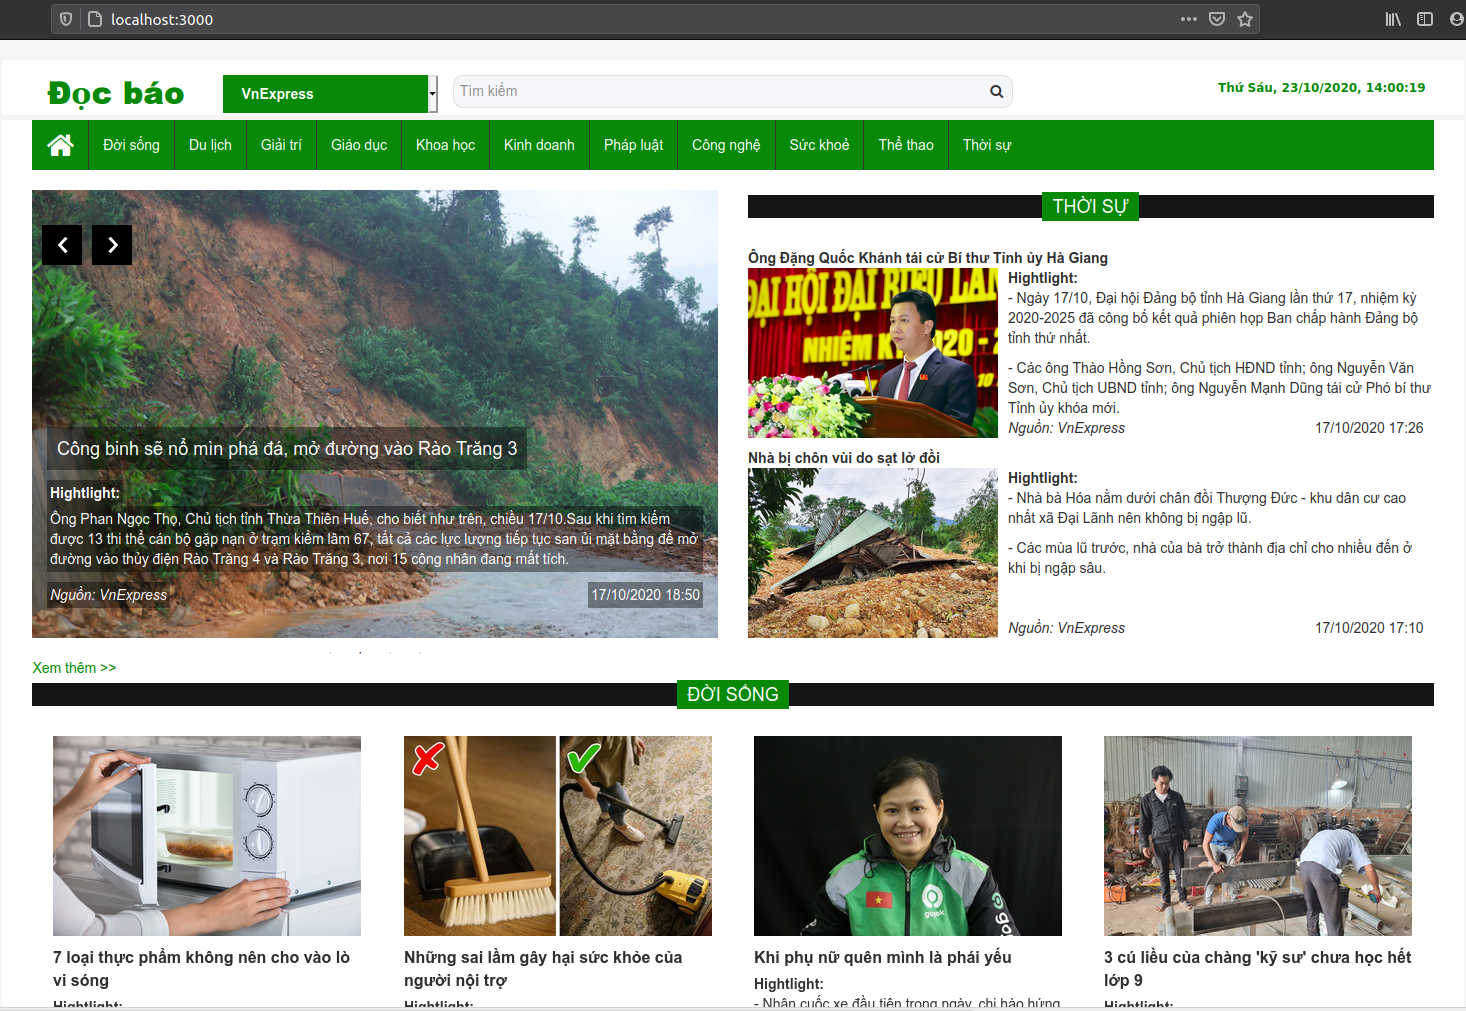 localhost:3000
Đọc báo
VnExpress
Tìm kiếm
Thứ Sáu, 23/10/2020, 14:00:19
Đời sống
Du lịch
Giải trí
Giáo dục
Khoa học
Kinh doanh
Pháp luật
Công nghệ
Sức khoẻ
Thể thao
Thời sự
Công binh sẽ nổ mìn phá đá, mở đường vào Rào Trăng 3
Hightlight:
Ông Phan Ngọc Thọ, Chủ tịch tỉnh Thừa Thiên Huế, cho biết như trên, chiều 17/10.Sau khi tìm kiếm
được 13 thi thể cán bộ gặp nạn ở trạm kiểm lâm 67, tất cả các lực lượng tiếp tục san ủi mặt bằng để mở
đường vào thủy điện Rào Trăng 4 và Rào Trăng 3, nơi 15 công nhân đang mất tích.
Nguồn: VnExpress
17/10/2020 18:50
Xem thêm >>
THỜI SỰ
Ông Đặng Quốc Khánh tái cử Bí thư Tỉnh ủy Hà Giang
ĐẠI HỘI ĐẠI BIỂU LẦN
NHIỆM KỲ 2020 - 2
Hightlight:
- Ngày 17/10, Đại hội Đảng bộ tỉnh Hà Giang lần thứ 17, nhiệm kỳ
2020-2025 đã công bố kết quả phiên họp Ban chấp hành Đảng bộ
tỉnh thứ nhất.
- Các ông Thào Hồng Sơn, Chủ tịch HĐND tỉnh; ông Nguyễn Văn
Sơn, Chủ tịch UBND tỉnh; ông Nguyễn Mạnh Dũng tái cử Phó bí thư
Tỉnh ủy khóa mới.
Nguồn: VnExpress
17/10/2020 17:26
Nhà bị chôn vùi do sạt lở đồi
Hightlight:
- Nhà bà Hóa nằm dưới chân đồi Thượng Đức - khu dân cư cao
nhất xã Đại Lãnh nên không bị ngập lũ.
- Các mùa lũ trước, nhà của bà trở thành địa chỉ cho nhiều đến ở
khi bị ngập sâu.
Nguồn: VnExpress
17/10/2020 17:10
ĐỜI SỐNG
7 loại thực phẩm không nên cho vào lò
vi sóng
Hightlight:
Những sai lầm gây hại sức khỏe của
người nội trợ
Hightlight:
gojek
goj
Khi phụ nữ quên mình là phái yếu
Hightlight:
- Nhận cuốc xe đầu tiên trong ngày, chị hào hứng
3 cú liều của chàng 'kỹ sư' chưa học hết
lớp 9
Hightlight: